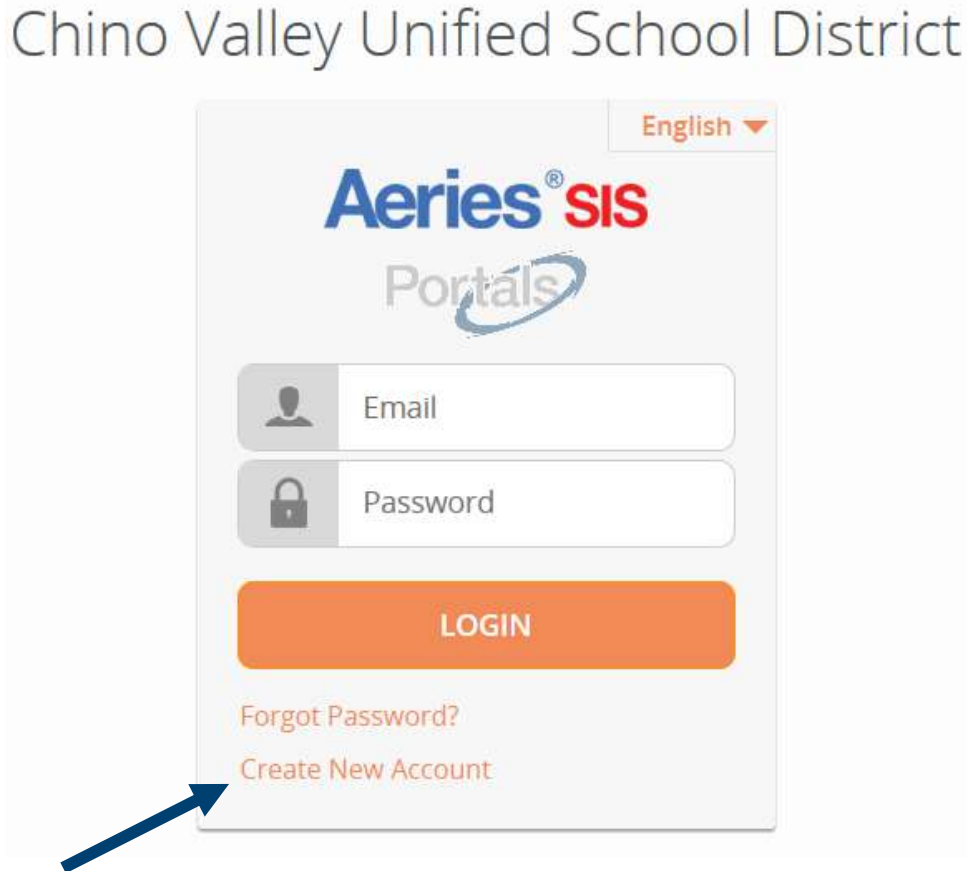 Chino Valley Unified School District
English
Aeries® SIS
Portals
Email
Password
LOGIN
Forgot Password?
Create New Account